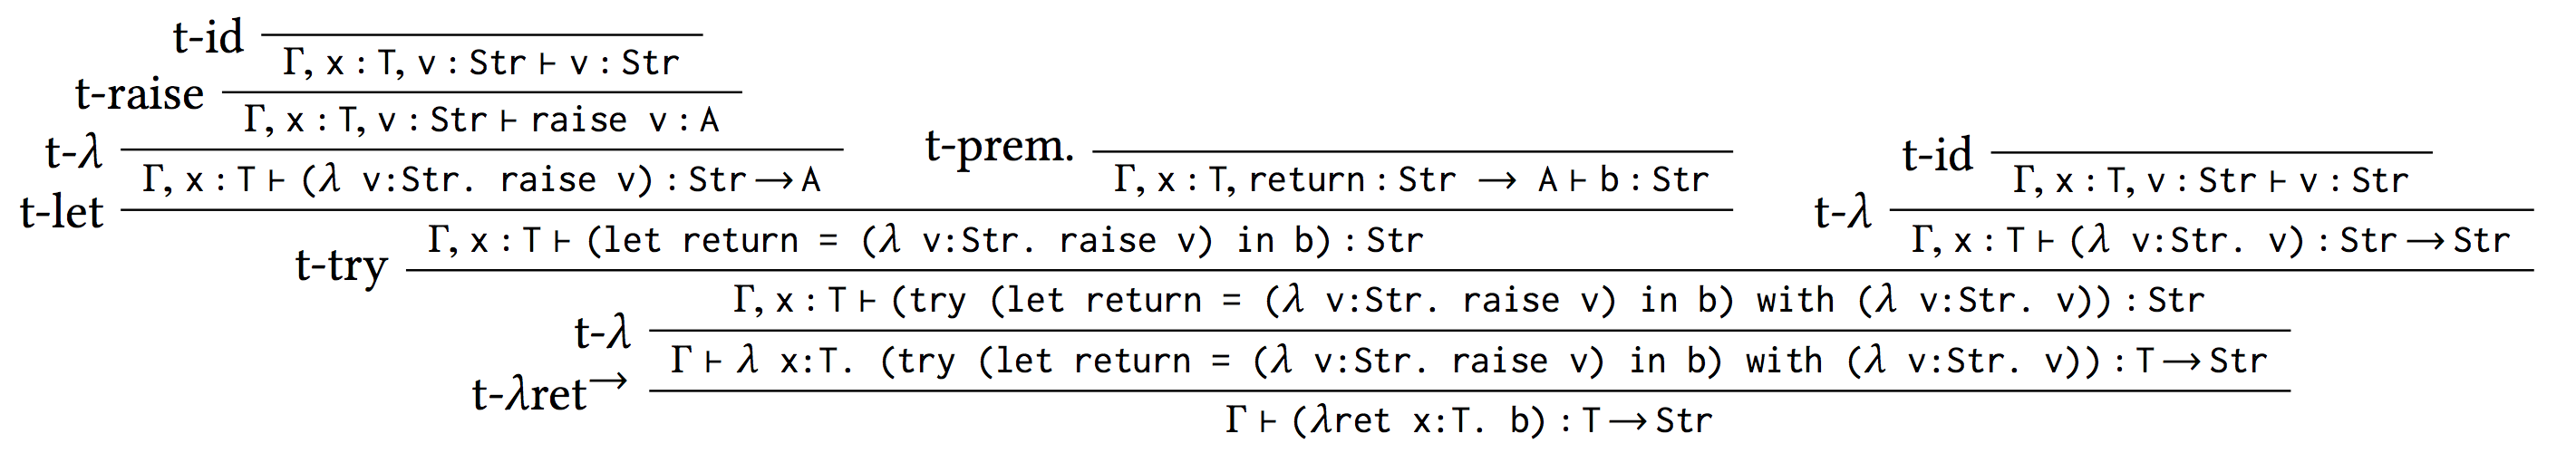 t-id
Γ, x : T, v : Str ⊢ v : Str
t-raise
Γ, x : T, v : Str ⊢ raise v : A
t-λ
Γ, x : T ⊢ (λ v:Str. raise v) : Str → A
t-prem.
Γ, x : T, return : Str → A ⊢ b : Str
t-id
Γ, x : T, v : Str ⊢ v : Str
t-let
Γ, x : T ⊢ (let return = (λ v:Str. raise v) in b) : Str
t-λ
Γ, x : T ⊢ (λ v:Str. v) : Str → Str
t-try
Γ, x : T ⊢ (try (let return = (λ v:Str. raise v) in b) with (λ v:Str. v)) : Str
t-λ
Γ ⊢ λ x:T. (try (let return = (λ v:Str. raise v) in b) with (λ v:Str. v)) : T → Str
t-λret→
Γ ⊢ (λret x:T. b) : T → Str